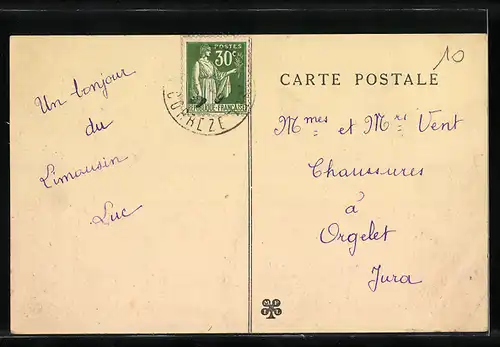 Un bonjour
du
Limousin
Luc
POSTES
30c
REPUBLIQUE FRANÇAISE
CORREZE
10
CARTE POSTALE
Mmes et Mrs Vent
Chaussures
à
Orgelet
Jura